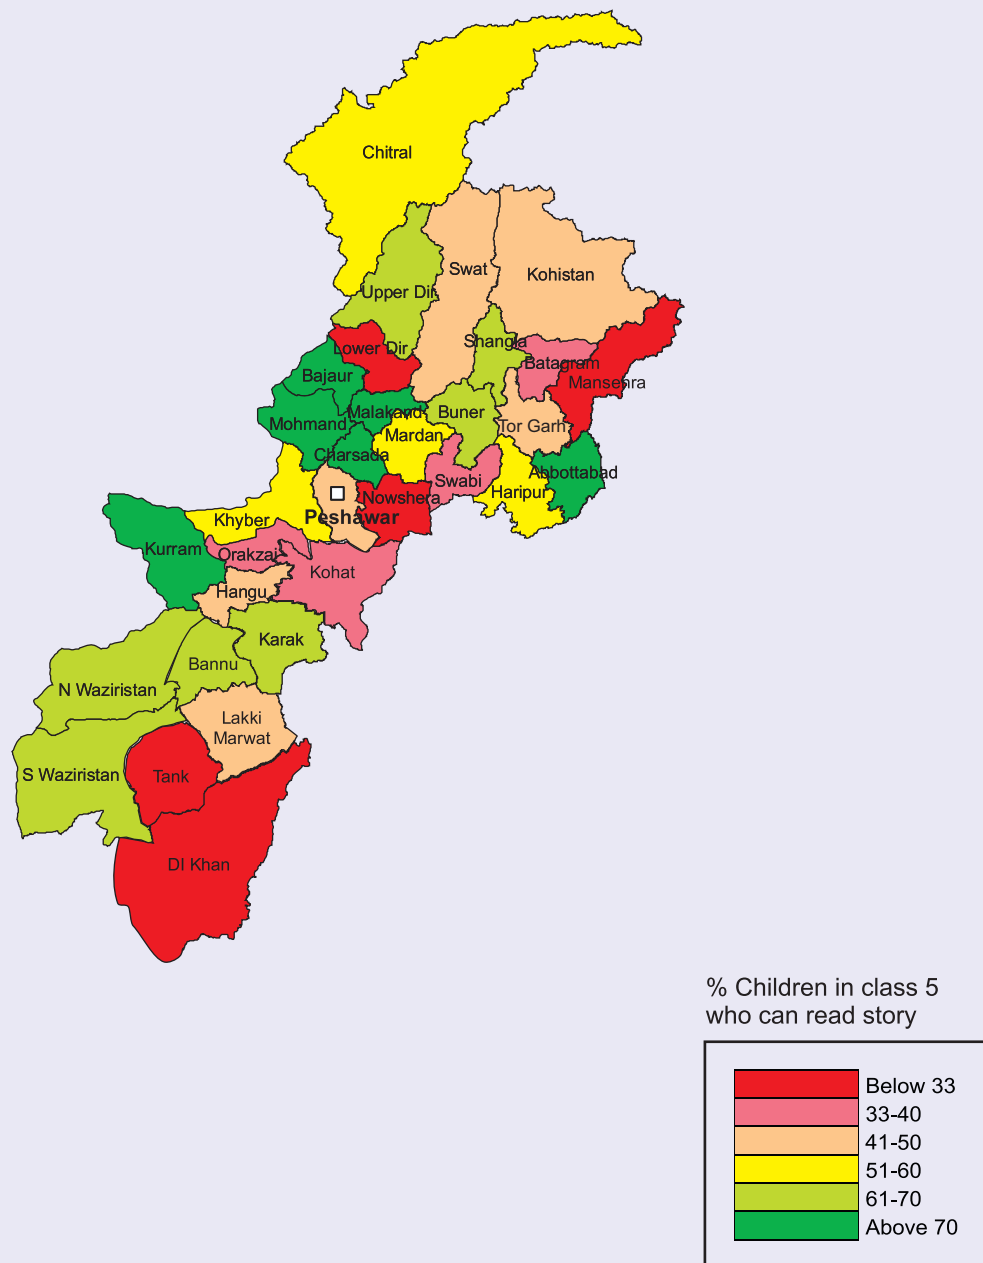 Chitral
Swat
Kohistan
Upper Dir
Shangla
Lower Dir
Batagram
Bajaur
Mansehra
Malakand
Buner
Mohmand
Tor Garh
Mardan
Charsada
Abbottabad
Swabi
Haripur
Nowshera
Peshawar
Khyber
Kurram
Orakzai
Kohat
Hangu
Karak
Bannu
N Waziristan
Lakki
Marwat
S Waziristan
Tank
DI Khan
% Children in class 5
who can read story
Below 33
33-40
41-50
51-60
61-70
Above 70